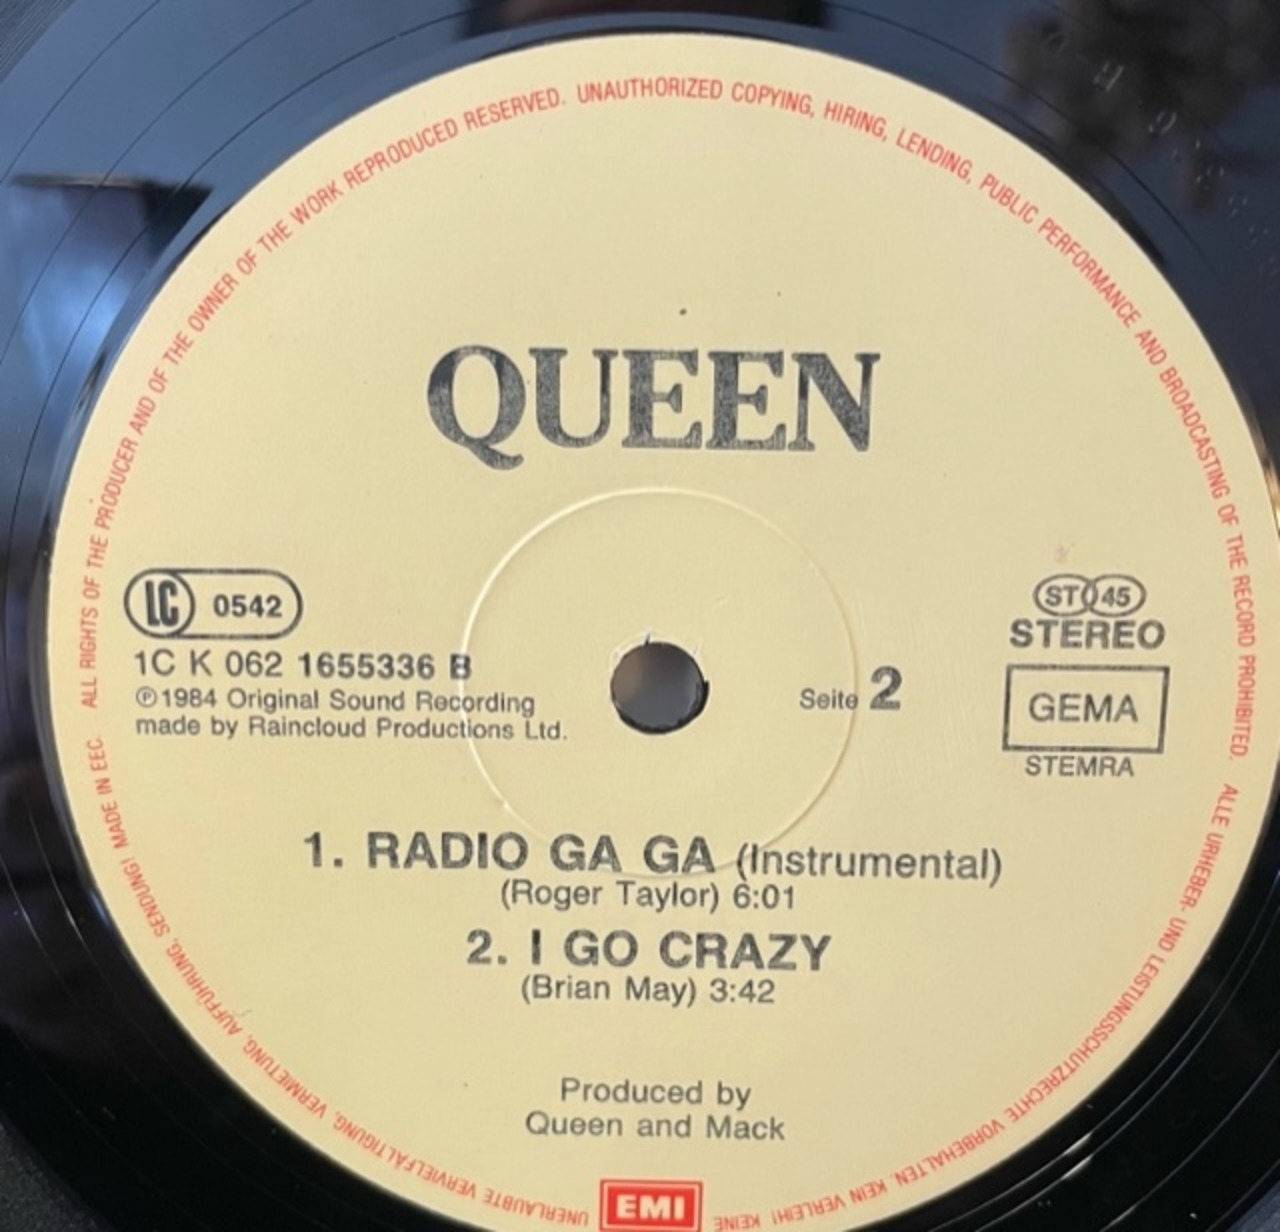 ALL RIGHTS OF THE PRODUCER AND OF THE OWNER OF THE WORK REPRODUCED RESERVED. UNAUTHORIZED COPYING, HIRING, LENDING, PUBLIC PERFORMANCE AND BROADCASTING OF THE RECORD PROHIBITED.
QUEEN
LC 0542
1C K 062 1655336 B
℗1984 Original Sound Recording
made by Raincloud Productions Ltd.
Seite 2
ST 45
STEREO
GEMA
STEMRA
1. RADIO GA GA (Instrumental)
(Roger Taylor) 6:01
2. I GO CRAZY
(Brian May) 3:42
Produced by
Queen and Mack
EMI
ALLE URHEBER- UND LEISTUNGSSCHUTZRECHTE VORBEHALTEN. KEIN VERLEIH! KEINE UNERLAUBTE VERVIELFÄLTIGUNG, VERMIETUNG, AUFFÜHRUNG, SENDUNG! MADE IN EEC.